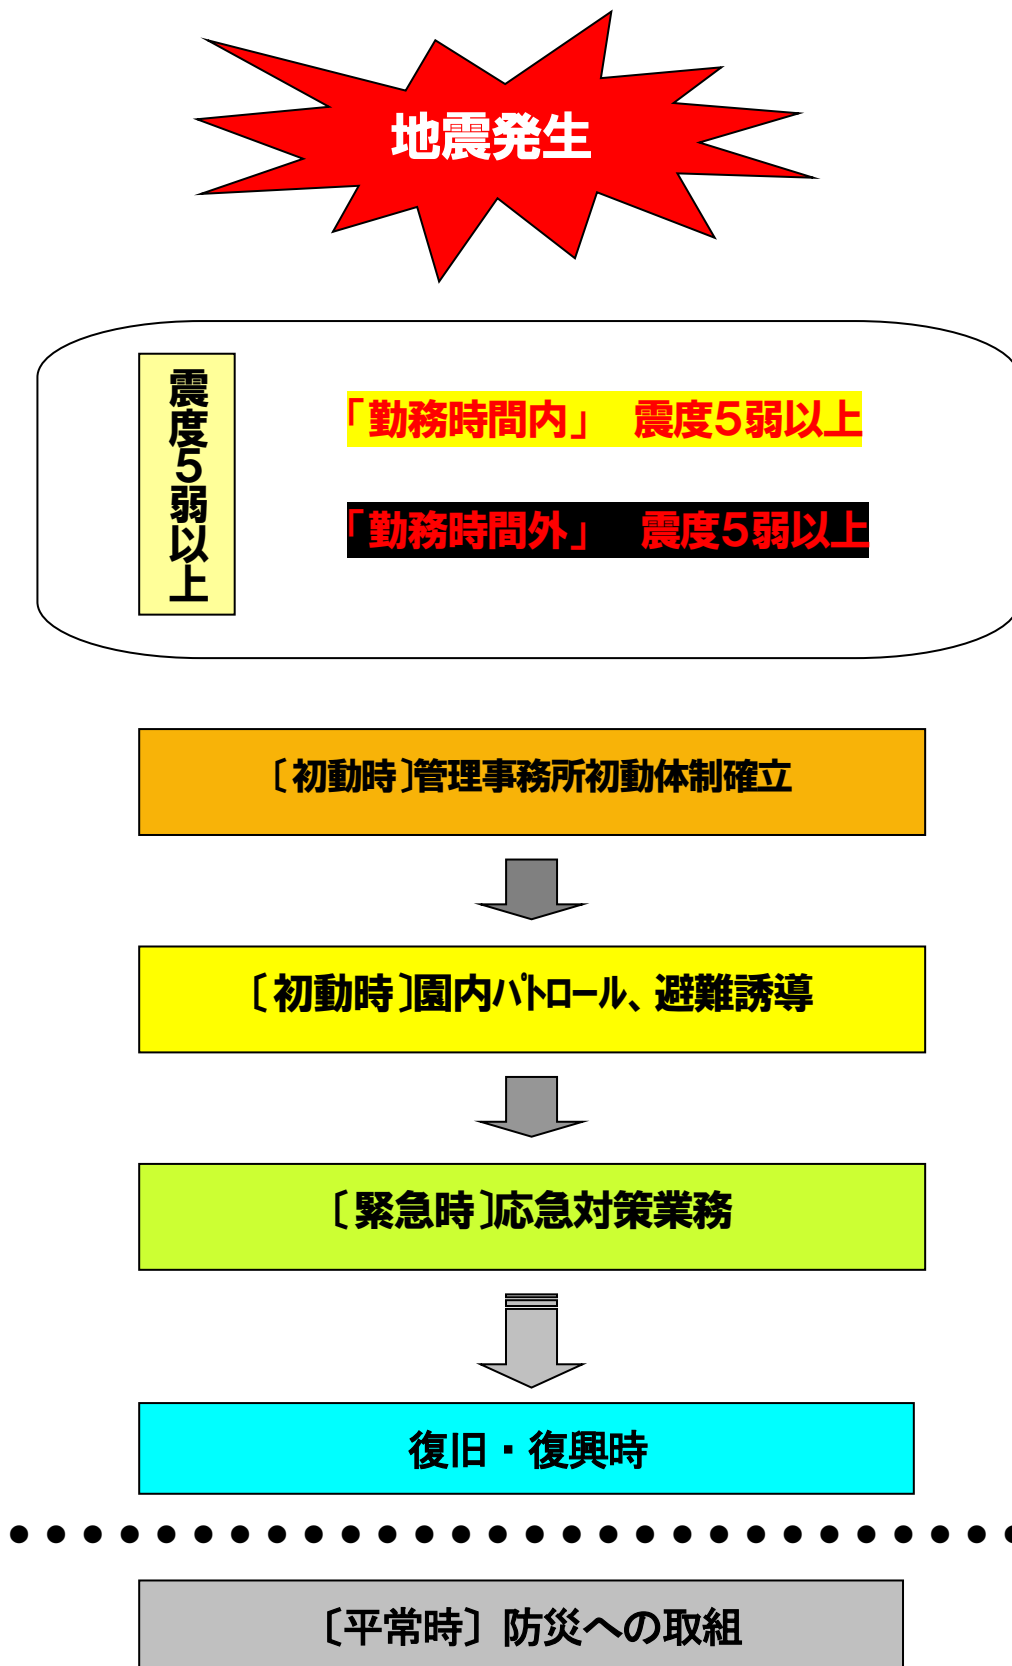 地震発生
震度５弱以上
「勤務時間内」　震度５弱以上
「勤務時間外」　震度５弱以上
〔初動時〕管理事務所初動体制確立
〔初動時〕園内ﾊﾟﾄﾛｰﾙ、避難誘導
〔緊急時〕応急対策業務
復旧・復興時
〔平常時〕防災への取組